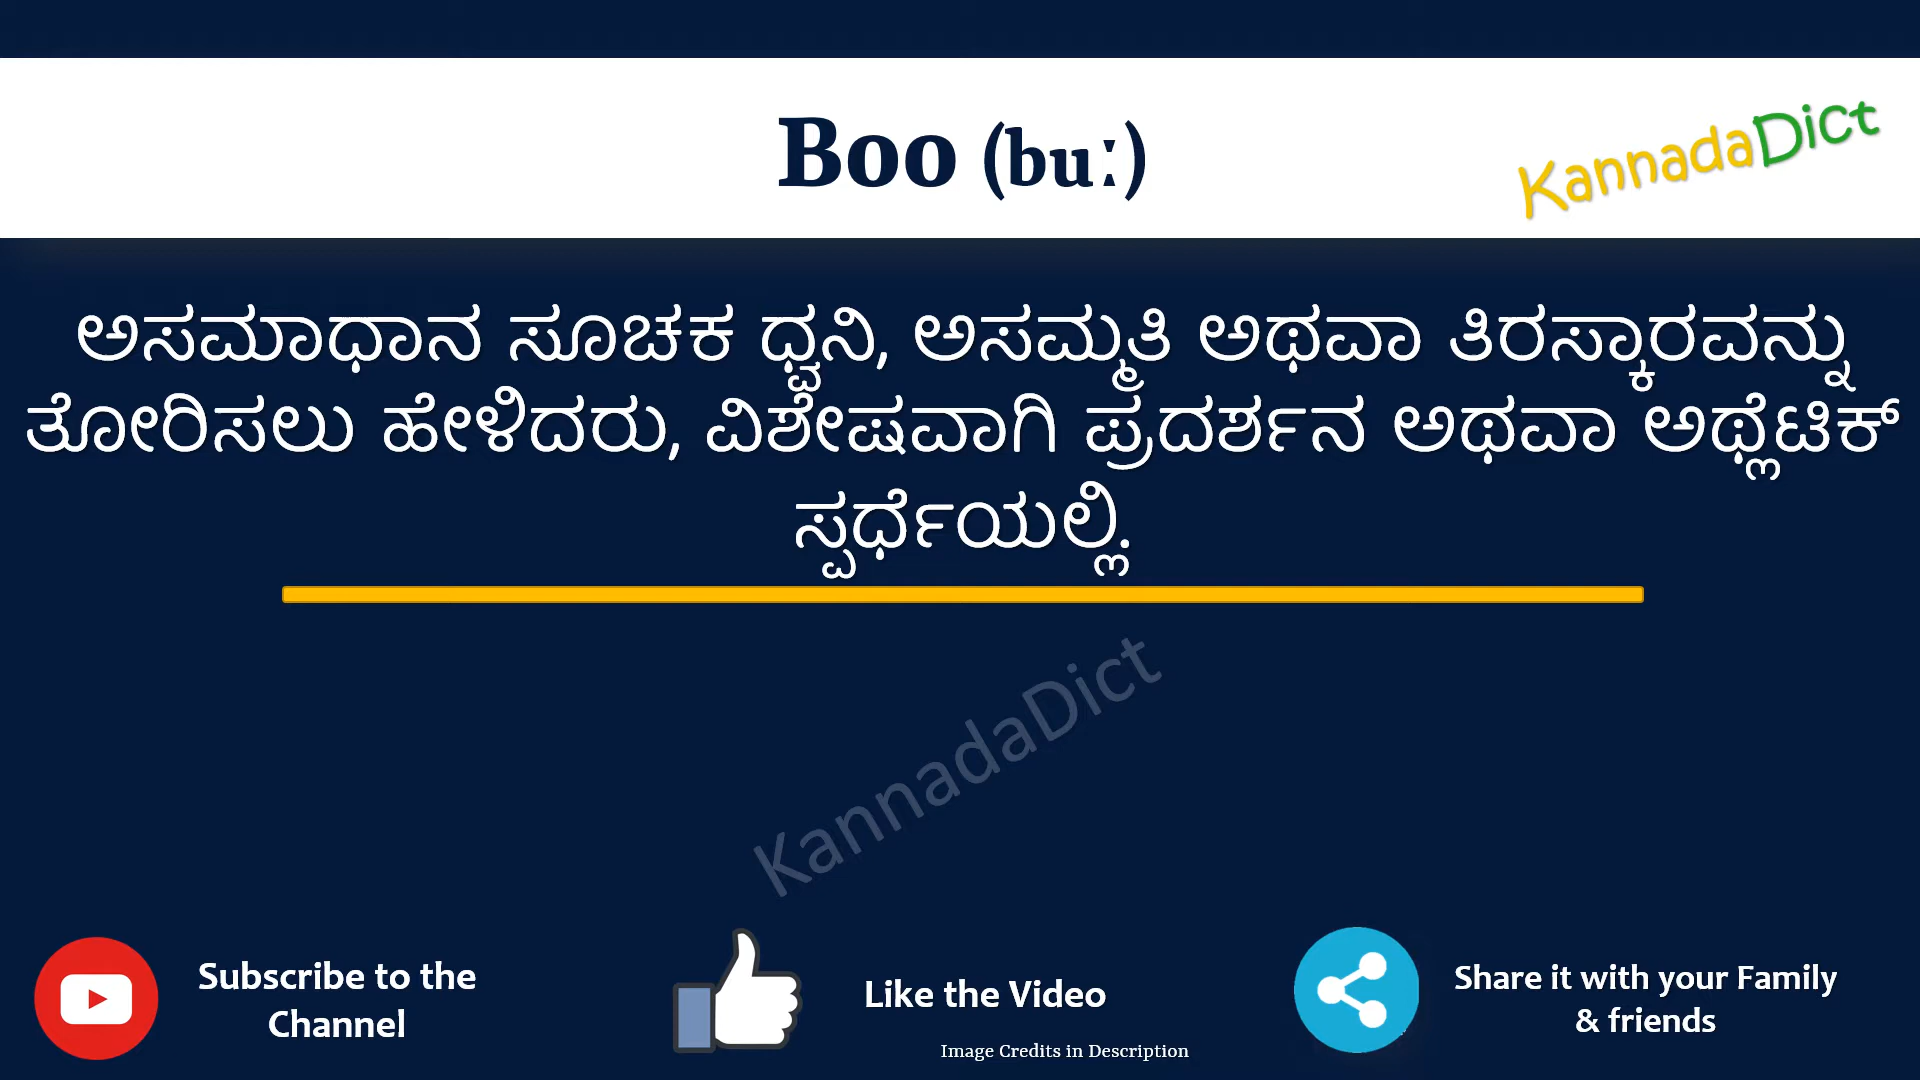 Boo (buː)
KannadaDict
ಅಸಮಾಧಾನ ಸೂಚಕ ಧ್ವನಿ, ಅಸಮ್ಮತಿ ಅಥವಾ ತಿರಸ್ಕಾರವನ್ನು
ತೋರಿಸಲು ಹೇಳಿದರು, ವಿಶೇಷವಾಗಿ ಪ್ರದರ್ಶನ ಅಥವಾ ಅಥ್ಲೆಟಿಕ್
ಸ್ಪರ್ಧೆಯಲ್ಲಿ.
KannadaDict
Subscribe to the
Channel
Like the Video
Share it with your Family
& friends
Image Credits in Description